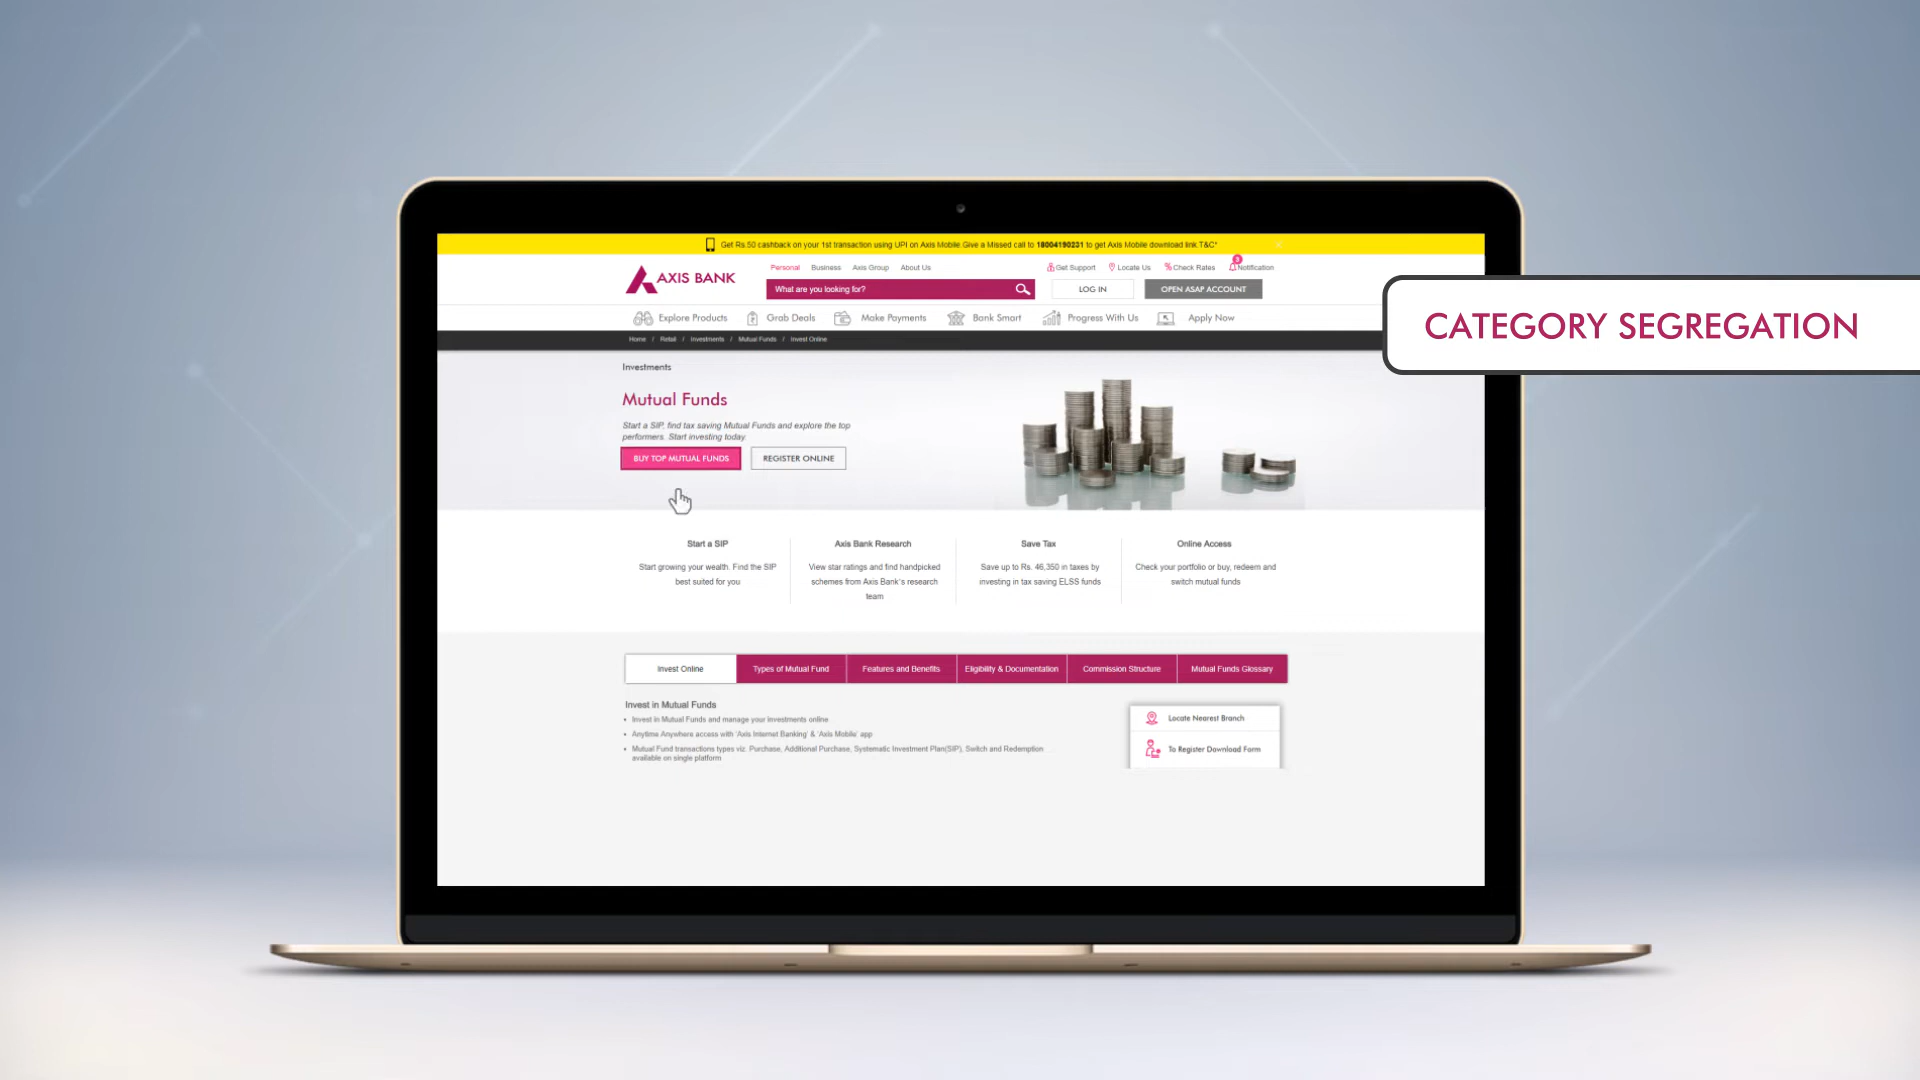 Get Rs.50 cashback on your 1st transaction using UPI on Axis Mobile.Give a Missed call to 18004190231 to get Axis Mobile download link.T&C*
AXIS BANK
Personal Business Axis Group About Us
Get Support Locate Us Check Rates 3 Notification
What are you looking for?
LOG IN
OPEN ASAP ACCOUNT
Explore Products Grab Deals Make Payments Bank Smart Progress With Us Apply Now
CATEGORY SEGREGATION
Home / Retail / Investments / Mutual Funds / Invest Online
Investments
Mutual Funds
Start a SIP, find tax saving Mutual Funds and explore the top
performers. Start investing today
BUY TOP MUTUAL FUNDS
REGISTER ONLINE
Start a SIP
Start growing your wealth. Find the SIP
best suited for you
Axis Bank Research
View star ratings and find handpicked
schemes from Axis Bank's research
team
Save Tax
Save up to Rs. 46,350 in taxes by
investing in tax saving ELSS funds
Online Access
Check your portfolio or buy, redeem and
switch mutual funds
Invest Online
Types of Mutual Fund
Features and Benefits
Eligibility & Documentation
Commission Structure
Mutual Funds Glossary
Invest in Mutual Funds
• Invest in Mutual Funds and manage your investments online
• Anytime Anywhere access with 'Axis Internet Banking' & 'Axis Mobile' app
• Mutual Fund transactions types viz. Purchase, Additional Purchase, Systematic Investment Plan(SIP), Switch and Redemption
available on single platform
Locate Nearest Branch
To Register Download Form